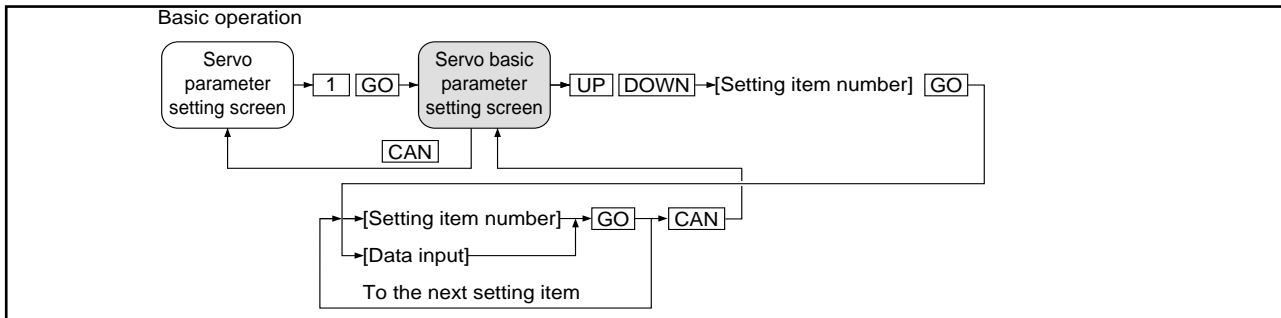 Basic operation
Servo
parameter
setting screen
1 GO
Servo basic
parameter
setting screen
UP DOWN [Setting item number] GO
CAN
[Setting item number] GO CAN
[Data input]
To the next setting item